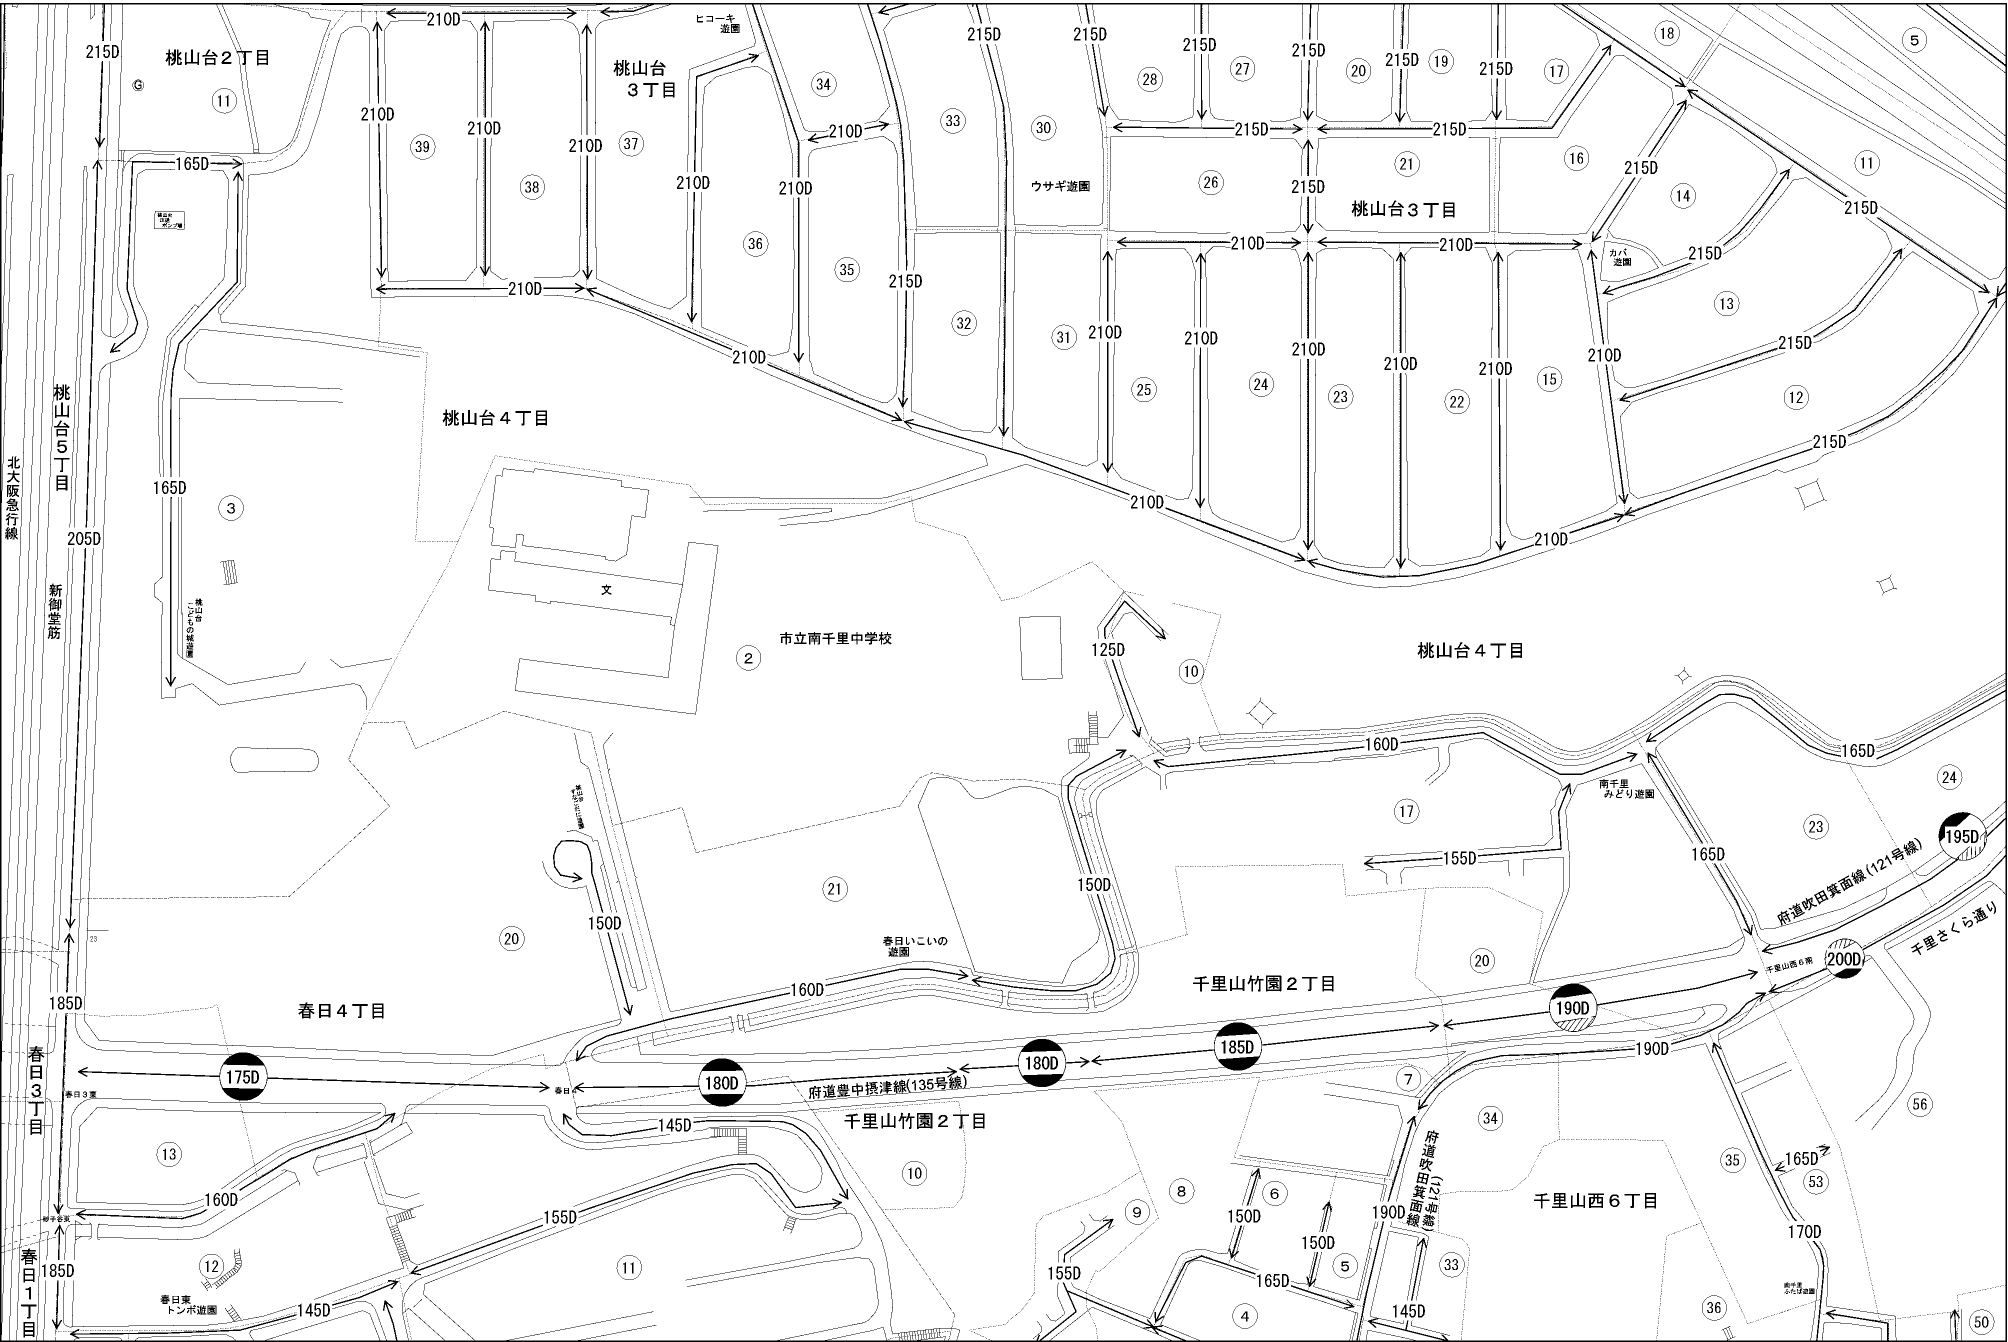 210D
ヒコーキ
遊園
215D
215D
215D
215D
215D
215D
18
5
215D
桃山台２丁目
桃山台
３丁目
34
28
27
20
19
17
G
11
210D
210D
210D
39
38
37
210D
33
30
215D
215D
165D
16
21
26
215D
215D
14
11
ウサギ遊園
桃山台３丁目
215D
210D
210D
36
35
215D
210D
210D
カバ
遊園
215D
13
210D
32
31
210D
210D
210D
210D
210D
210D
15
215D
12
210D
25
24
23
22
215D
桃山台４丁目
桃山台５丁目
北大阪急行線
165D
3
205D
210D
210D
新御堂筋
桃山台
こどもの城遊園
文
市立南千里中学校
2
125D
10
桃山台４丁目
160D
165D
南千里
みどり遊園
17
24
23
195D
155D
165D
府道吹田箕面線(121号線)
千里さくら通り
150D
21
150D
20
春日いこいの
遊園
20
千里山西６南
200D
23
185D
160D
千里山竹園２丁目
190D
春日４丁目
185D
180D
180D
175D
190D
春日３丁目
春日３東
府道豊中摂津線(135号線)
千里山竹園２丁目
7
145D
34
56
13
10
府道吹田箕面線
(121号線)
35
165D
53
160D
8
6
9
千里山西６丁目
155D
150D
150D
190D
170D
春日１丁目
185D
12
11
155D
165D
5
33
春日東
トンボ遊園
145D
4
145D
南千里
ふたば遊園
36
50